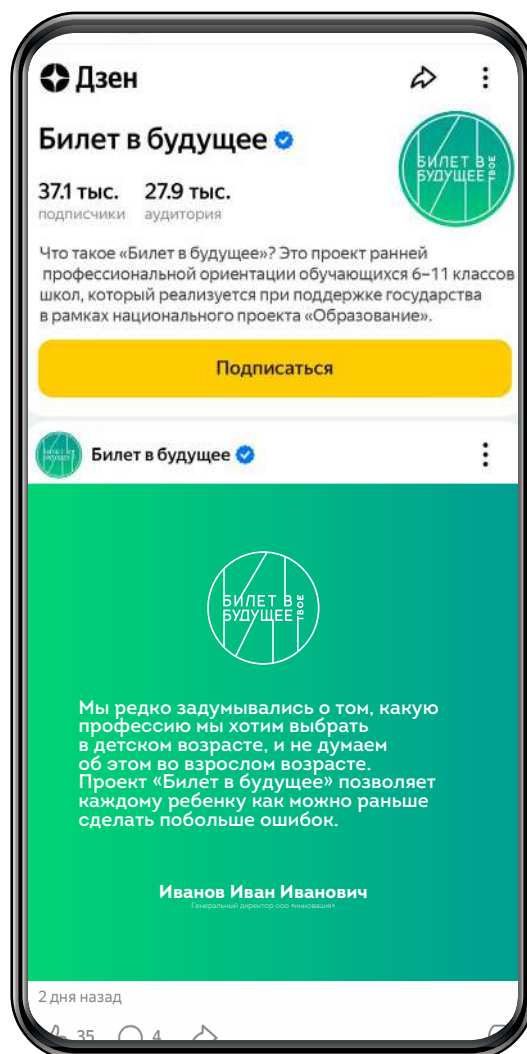 Дзен
Билет в будущее
БИЛЕТ В
БУДУЩЕЕ
ТВОЕ
37.1 тыс. 27.9 тыс.
подписчики аудитория
Что такое «Билет в будущее»? Это проект ранней
профессиональной ориентации обучающихся 6–11 классов
школ, который реализуется при поддержке государства
в рамках национального проекта «Образование».
Подписаться
Билет в будущее
БИЛЕТ В
БУДУЩЕЕ
ТВОЕ
Мы редко задумывались о том, какую
профессию мы хотим выбрать
в детском возрасте, и не думаем
об этом во взрослом возрасте.
Проект «Билет в будущее» позволяет
каждому ребенку как можно раньше
сделать побольше ошибок.
Иванов Иван Иванович
Генеральный директор ооо «инновация»
2 дня назад
35 4